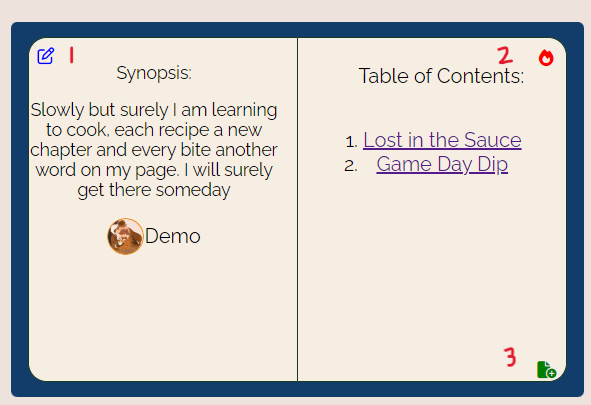 1
Synopsis:
Slowly but surely I am learning
to cook, each recipe a new
chapter and every bite another
word on my page. I will surely
get there someday
Demo
2
Table of Contents:
1. Lost in the Sauce
2. Game Day Dip
3